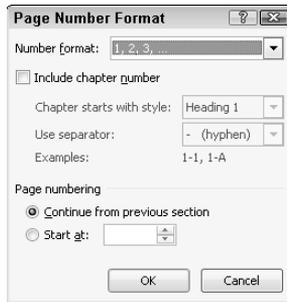 Page Number Format
Number format: 1, 2, 3, ...
Include chapter number
Chapter starts with style: Heading 1
Use separator: - (hyphen)
Examples: 1-1, 1-A
Page numbering
Continue from previous section
Start at:
OK Cancel